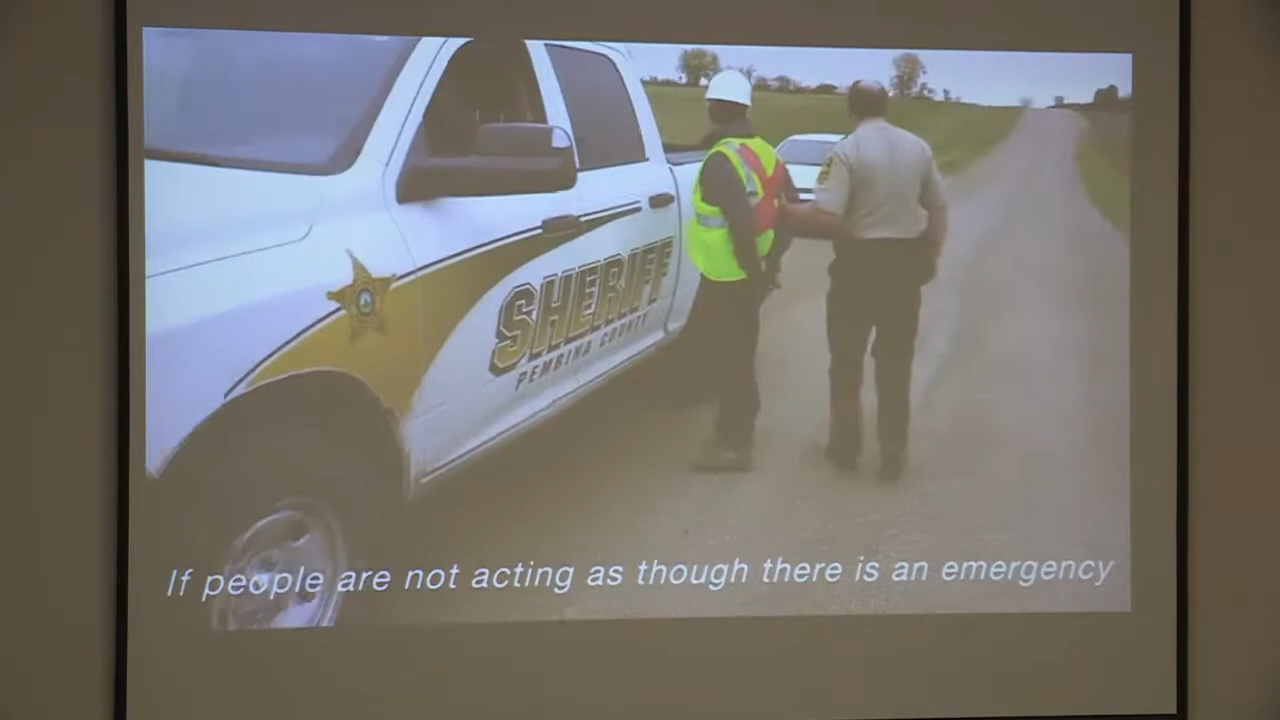 SHERIFF
PEMBINA COUNTY
If people are not acting as though there is an emergency